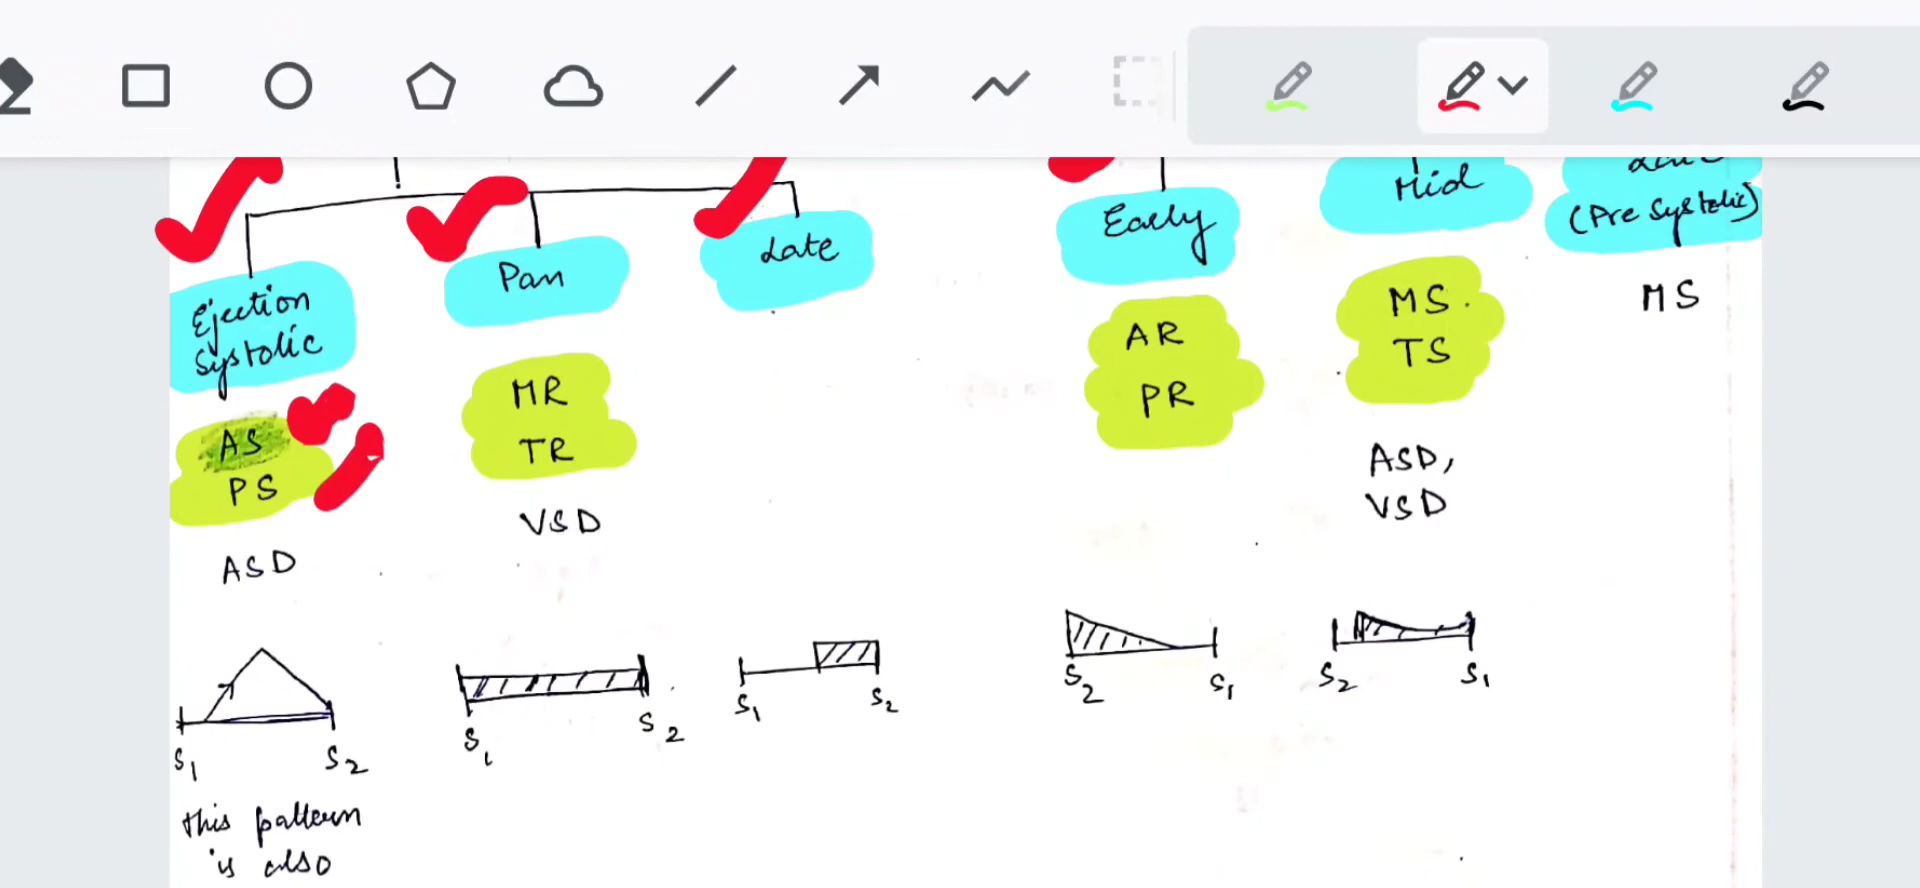 Ejection
Systolic
AS
PS
ASD
Pan
MR
TR
VSD
Late
Early
AR
PR
Mid
MS.
TS
ASD,
VSD
(Pre Systolic)
MS
S1
S2
S1
S2
S1
S2
S2
S1
S2
S1
this pattern
is also